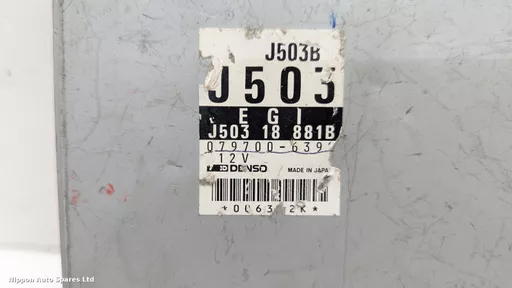 J503B
J503
EGI
J503 18 881B
079700-639
12V
DENSO MADE IN JAPAN
Nippon Auto Spares Ltd